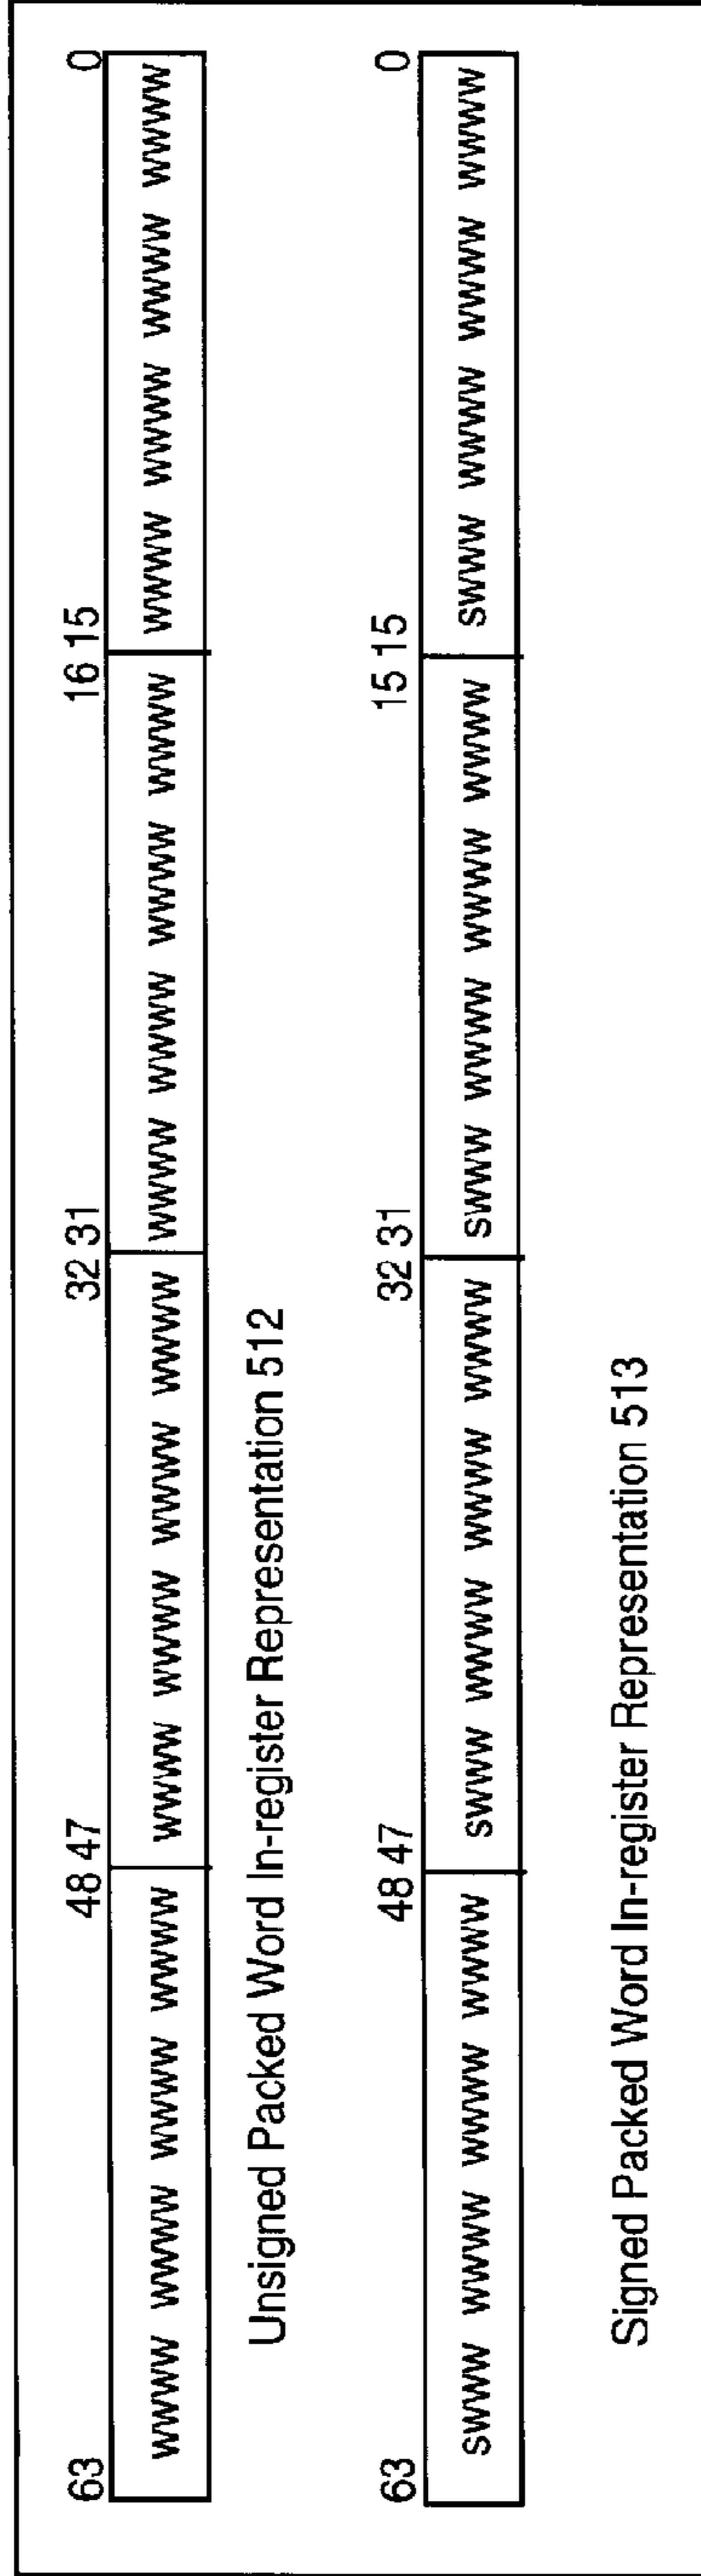 63 48 47 32 31 16 15 0
wwww wwww wwww wwww wwww wwww wwww wwww wwww wwww wwww wwww wwww wwww wwww wwww
Unsigned Packed Word In-register Representation 512
63 48 47 32 31 15 15 0
swww wwww wwww wwww swww wwww wwww wwww swww wwww wwww wwww swww wwww wwww wwww
Signed Packed Word In-register Representation 513